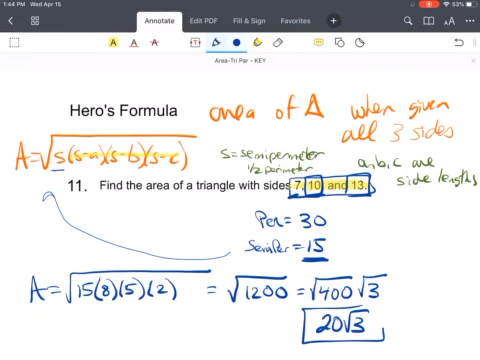 1:44 PM Wed Apr 15
53%
Annotate
Edit PDF
Fill & Sign
Favorites
Area-Tri Par - KEY
Hero's Formula
area of Δ when given all 3 sides
A=√s(s-a)(s-b)(s-c)
s=semiperimeter
1/2 perimeter
a,b,c are
side lengths
11. Find the area of a triangle with sides 7, 10, and 13.
Per = 30
SemiPer = 15
A=√15(8)(5)(2) = √1200 = √400 √3
20√3